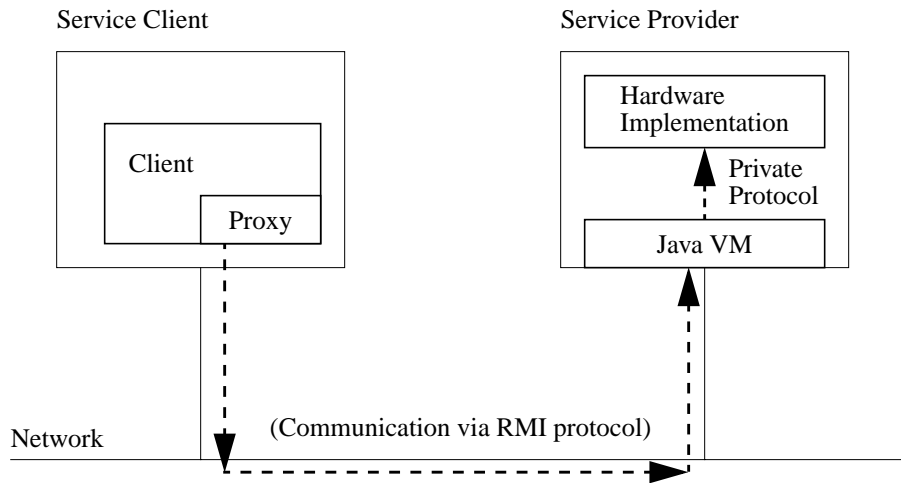 Service Client
Service Provider
Hardware
Implementation
Client
Private
Protocol
Proxy
Java VM
(Communication via RMI protocol)
Network